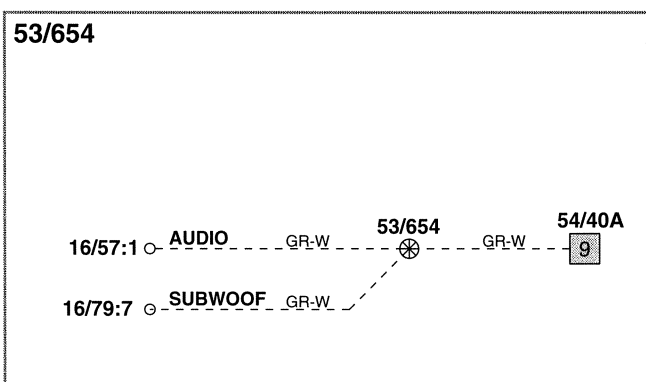 53/654
53/654
54/40A
16/57:1 AUDIO GR-W GR-W 9
16/79:7 SUBWOOF GR-W